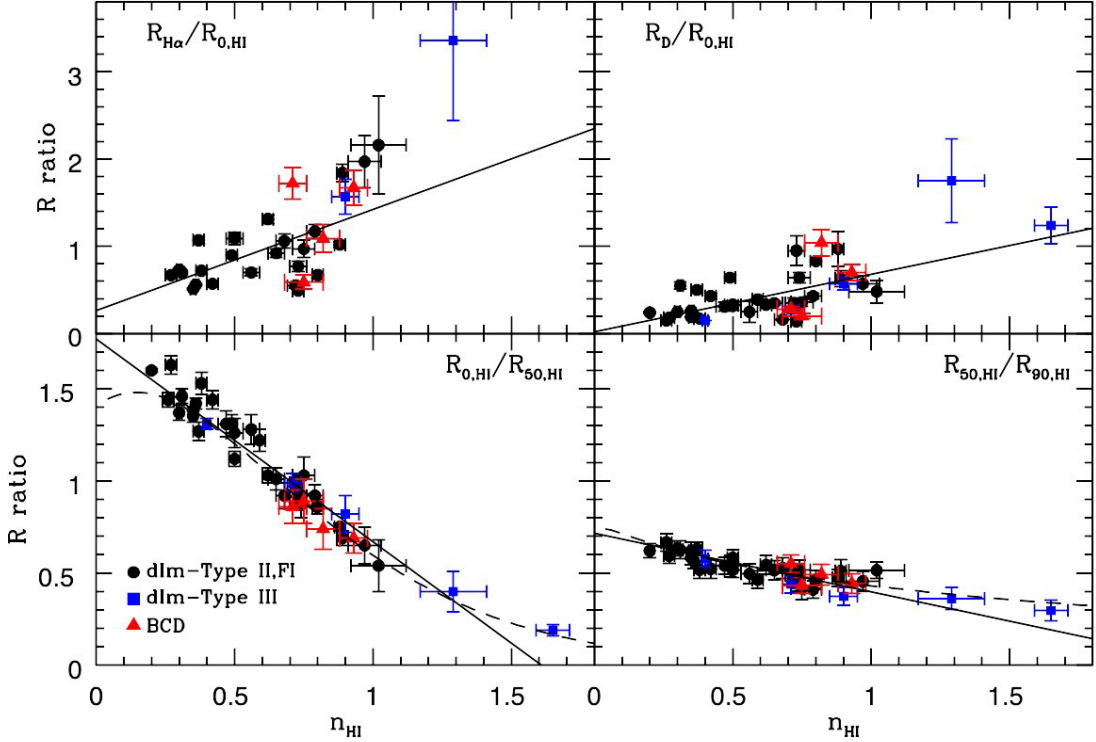 R_Hα/R_0,HI
R_D/R_0,HI
3
2
1
0
R ratio
R_0,HI/R_50,HI
R_50,HI/R_90,HI
1.5
1
0.5
0
R ratio
dIm-Type II,FI
dIm-Type III
BCD
0 0.5 1 1.5
0 0.5 1 1.5
n_HI
n_HI